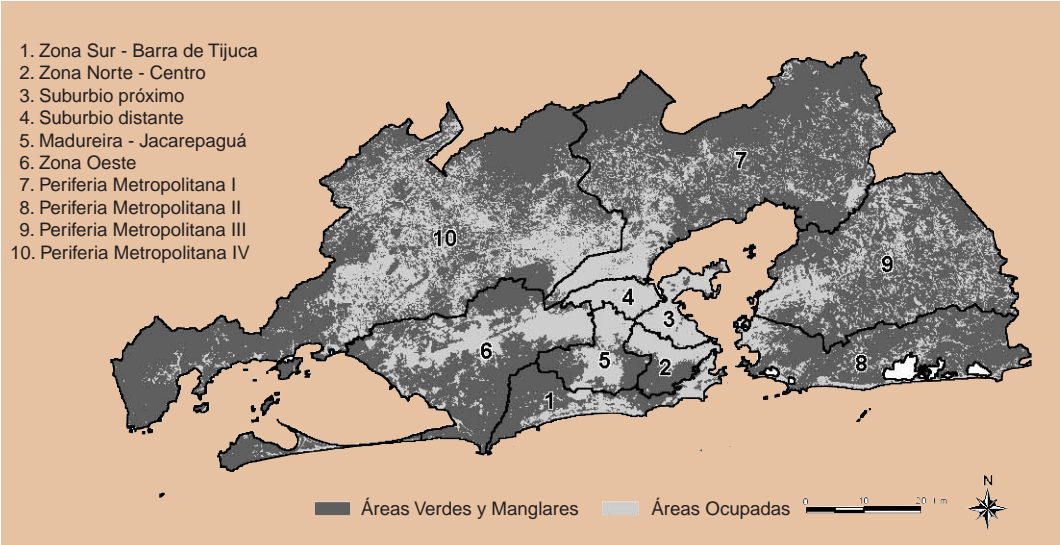 1. Zona Sur - Barra de Tijuca
2. Zona Norte - Centro
3. Suburbio próximo
4. Suburbio distante
5. Madureira - Jacarepaguá
6. Zona Oeste
7. Periferia Metropolitana I
8. Periferia Metropolitana II
9. Periferia Metropolitana III
10. Periferia Metropolitana IV
7
10
9
4
3
6
5
2
8
1
N
Áreas Verdes y Manglares
Áreas Ocupadas
0 10 20